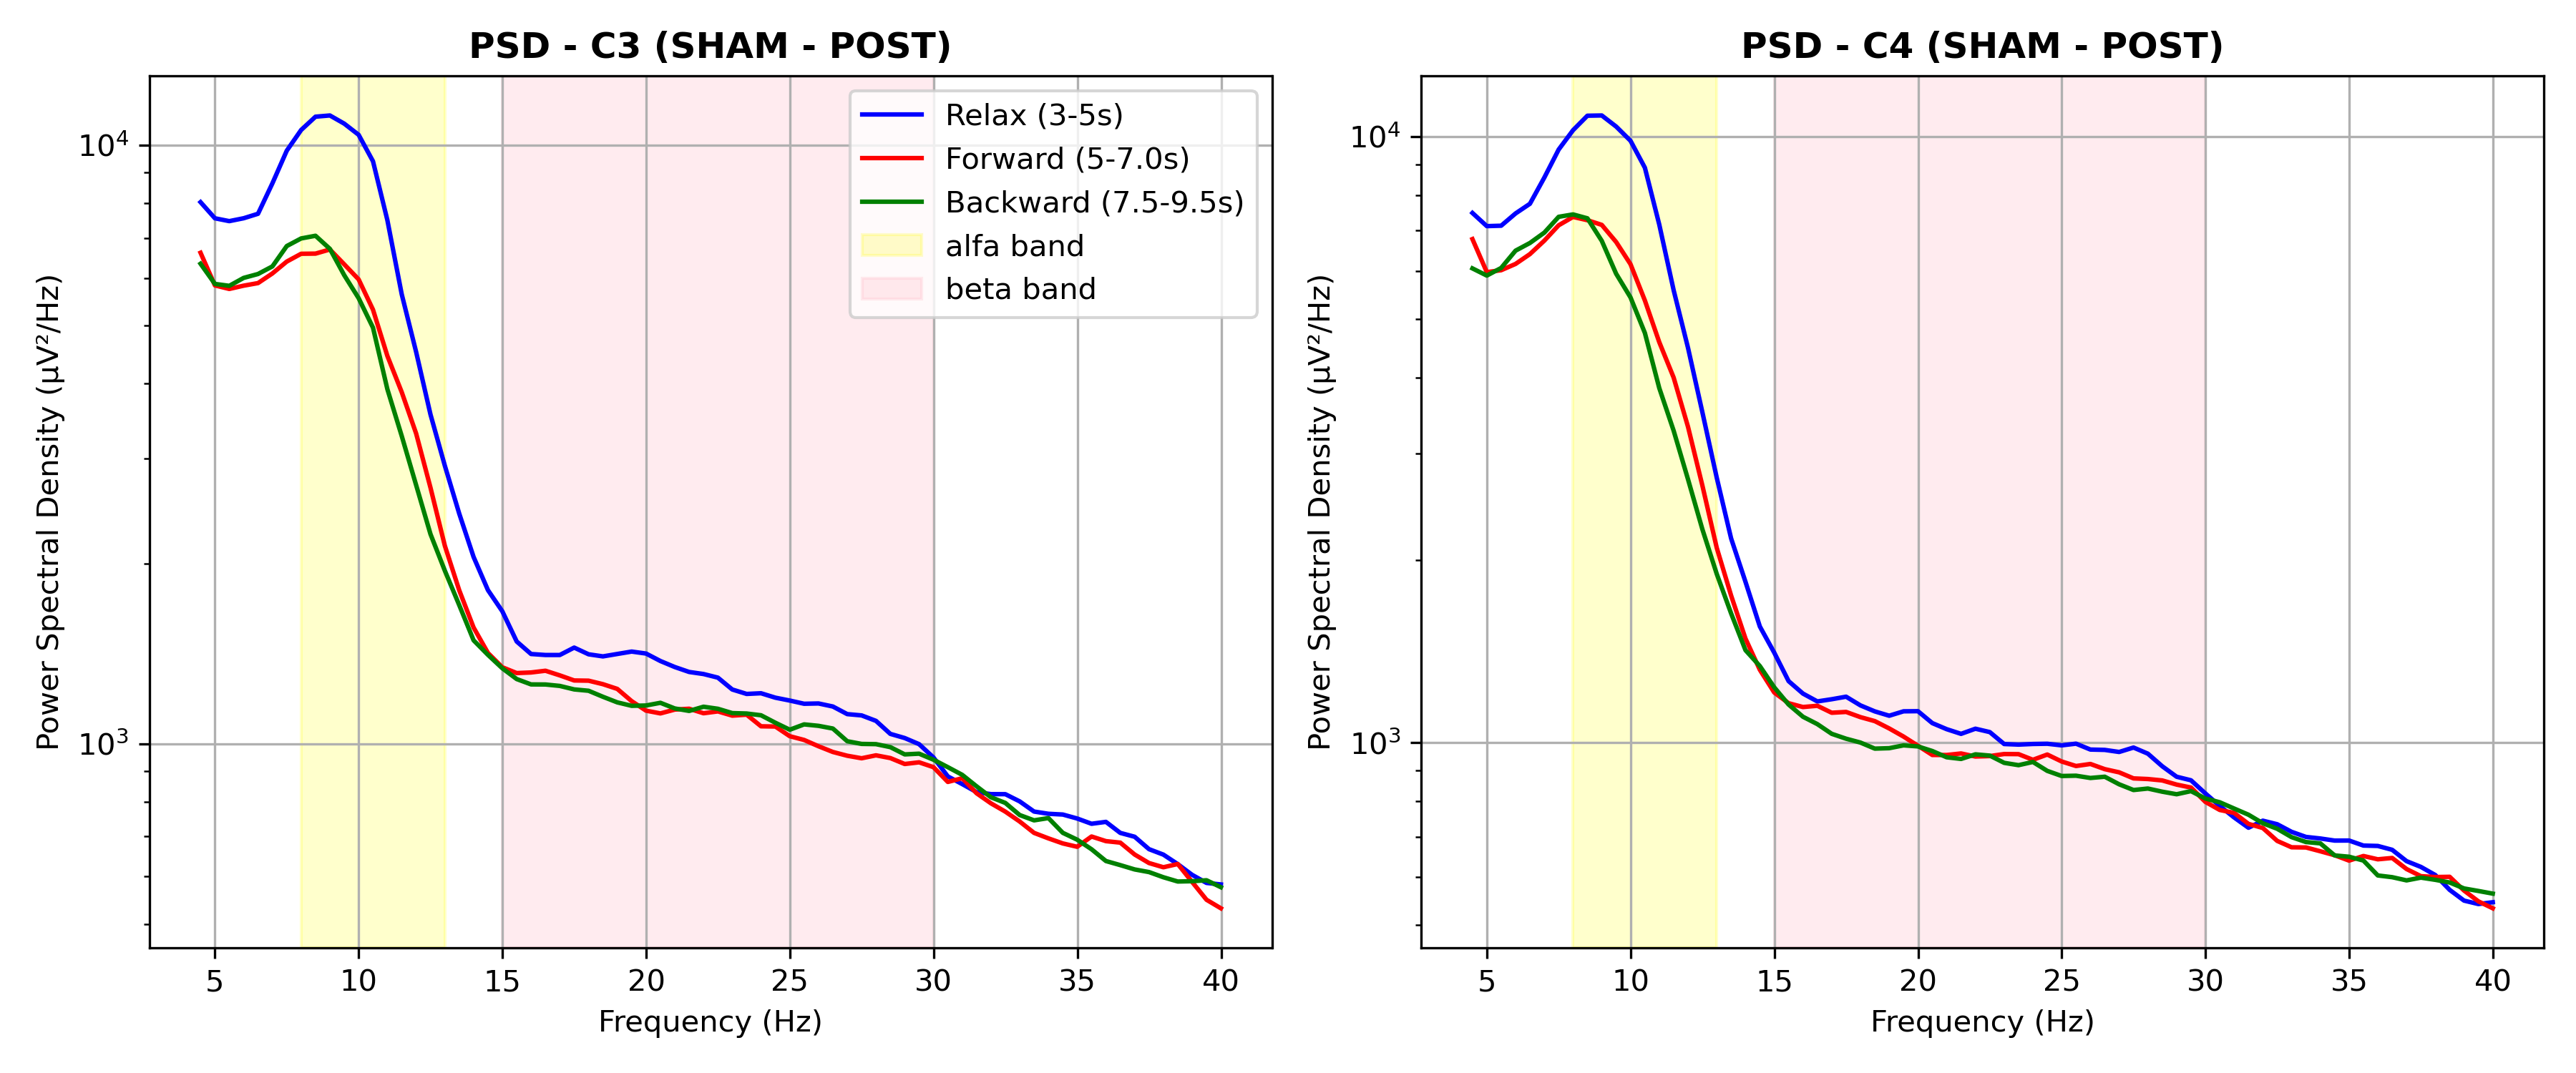 PSD - C3 (SHAM - POST)
Power Spectral Density (µV²/Hz)
10⁴
10³
Relax (3-5s)
Forward (5-7.0s)
Backward (7.5-9.5s)
alfa band
beta band
5 10 15 20 25 30 35 40
Frequency (Hz)
PSD - C4 (SHAM - POST)
Power Spectral Density (µV²/Hz)
10⁴
10³
5 10 15 20 25 30 35 40
Frequency (Hz)